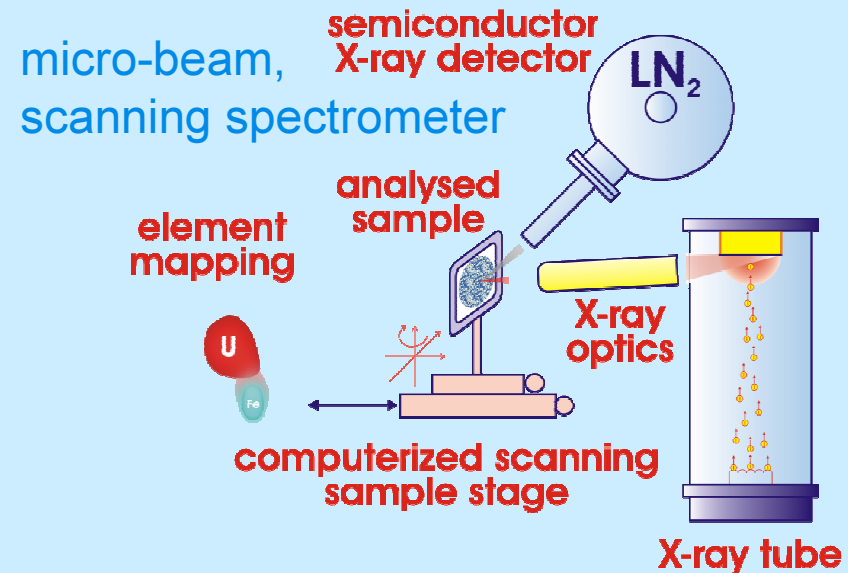 micro-beam,
scanning spectrometer
semiconductor
X-ray detector
LN₂
analysed
sample
element
mapping
U
Fe
X-ray
optics
computerized scanning
sample stage
X-ray tube